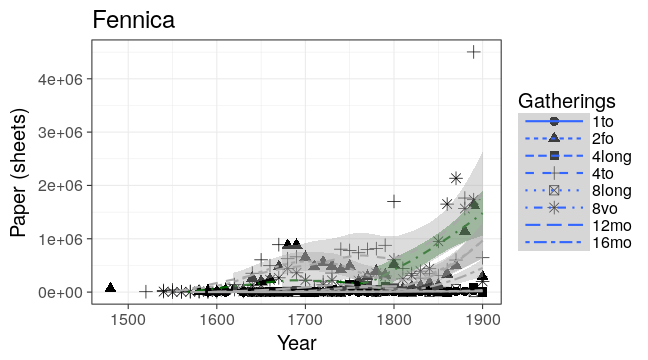 Fennica
4e+06
3e+06
2e+06
1e+06
0e+00
Paper (sheets)
1500 1600 1700 1800 1900
Year
Gatherings
1to
2fo
4long
4to
8long
8vo
12mo
16mo